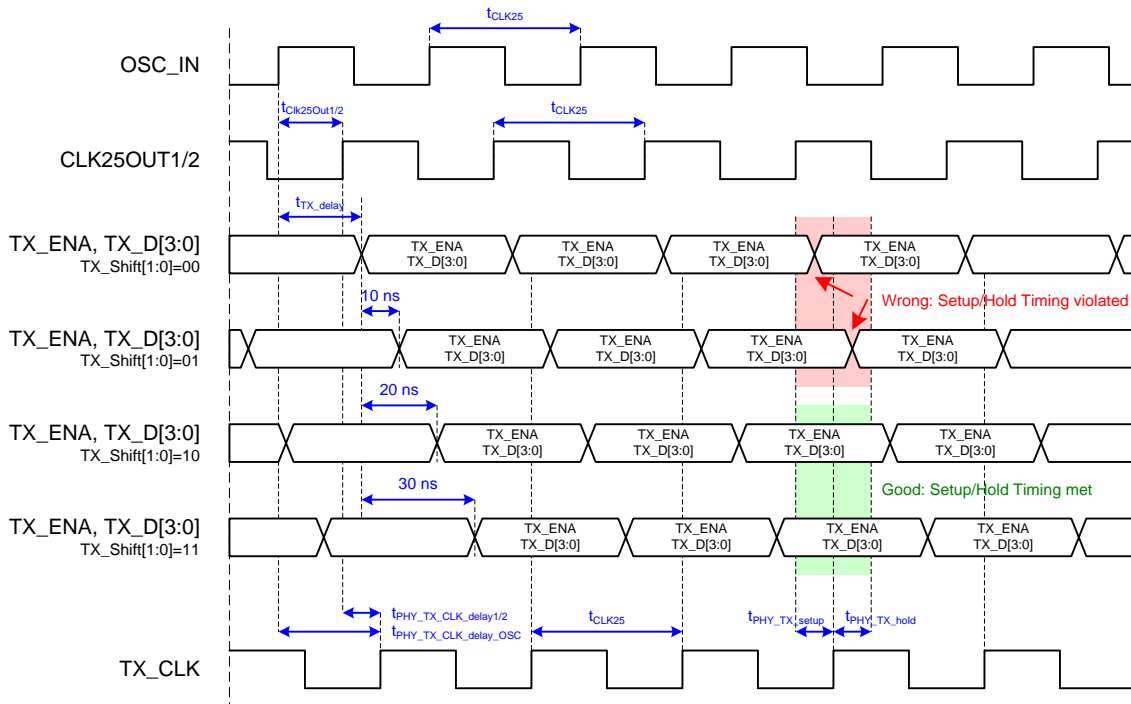 tCLK25
OSC_IN
tClk25Out1/2
tCLK25
CLK25OUT1/2
tTX_delay
TX_ENA, TX_D[3:0]
TX_Shift[1:0]=00
TX_ENA
TX_D[3:0]
TX_ENA
TX_D[3:0]
TX_ENA
TX_D[3:0]
TX_ENA
TX_D[3:0]
10 ns
Wrong: Setup/Hold Timing violated
TX_ENA, TX_D[3:0]
TX_Shift[1:0]=01
TX_ENA
TX_D[3:0]
TX_ENA
TX_D[3:0]
TX_ENA
TX_D[3:0]
TX_ENA
TX_D[3:0]
20 ns
TX_ENA, TX_D[3:0]
TX_Shift[1:0]=10
TX_ENA
TX_D[3:0]
TX_ENA
TX_D[3:0]
TX_ENA
TX_D[3:0]
TX_ENA
TX_D[3:0]
30 ns
Good: Setup/Hold Timing met
TX_ENA, TX_D[3:0]
TX_Shift[1:0]=11
TX_ENA
TX_D[3:0]
TX_ENA
TX_D[3:0]
TX_ENA
TX_D[3:0]
TX_ENA
TX_D[3:0]
tPHY_TX_CLK_delay1/2
tPHY_TX_CLK_delay_OSC
tCLK25
tPHY_TX_setup
tPHY_TX_hold
TX_CLK